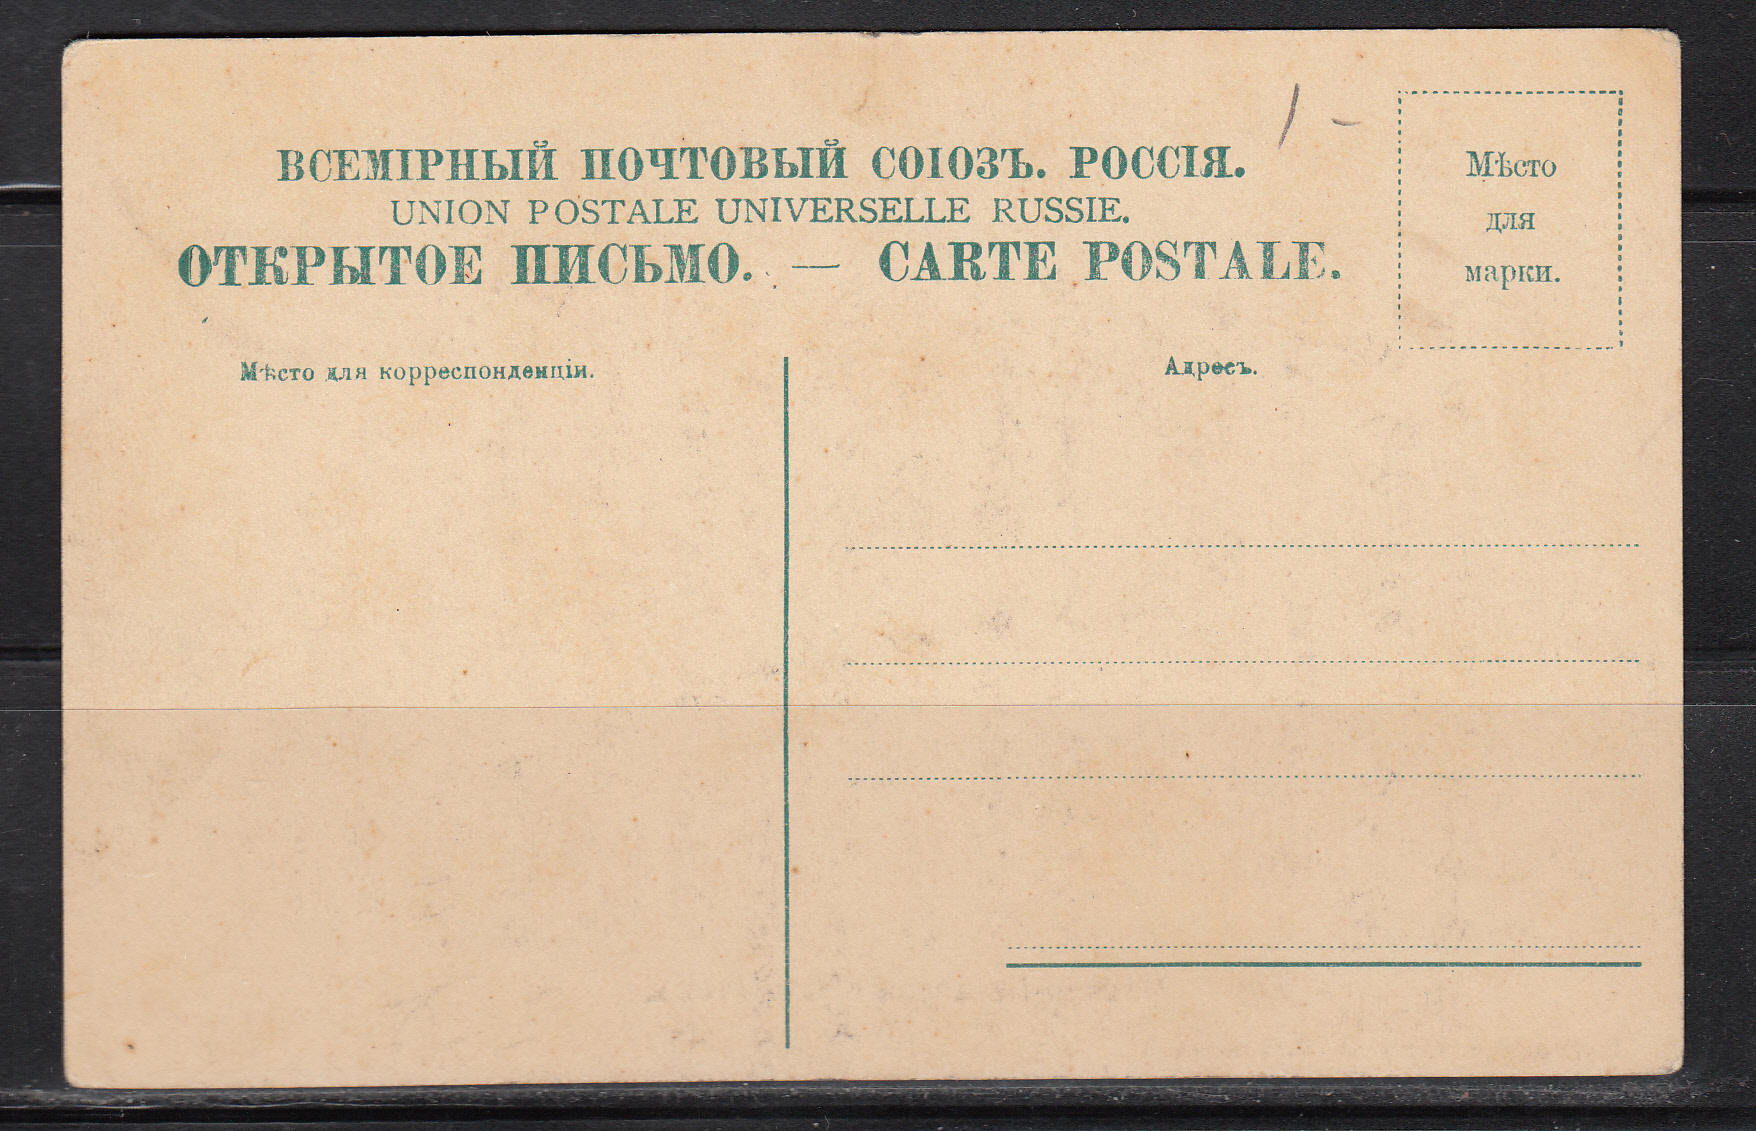 ВСЕМІРНЫЙ ПОЧТОВЫЙ СОЮЗЪ. РОССІЯ.
UNION POSTALE UNIVERSELLE RUSSIE.
ОТКРЫТОЕ ПИСЬМО. — CARTE POSTALE.
Мѣсто
для
марки.
Мѣсто для корреспонденціи.
Адресъ.